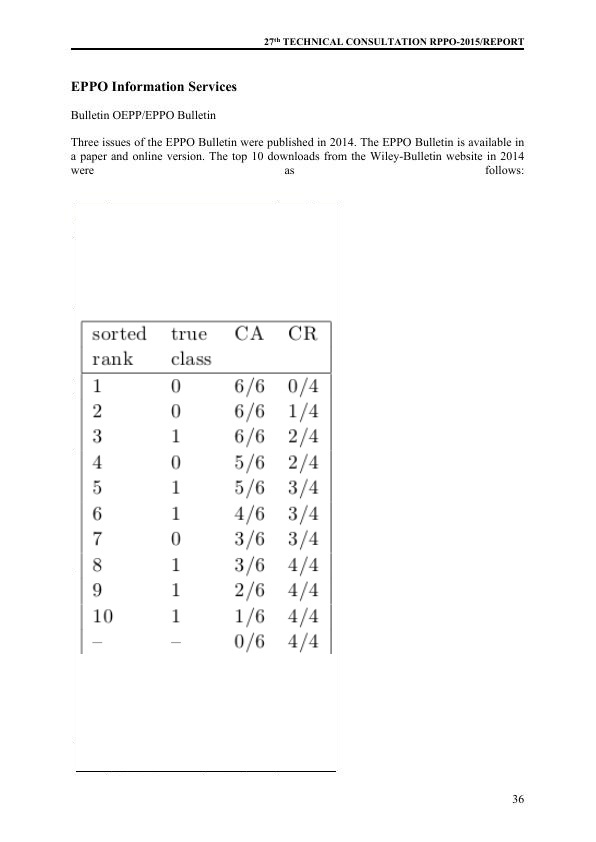 27th TECHNICAL CONSULTATION RPPO-2015/REPORT
EPPO Information Services
Bulletin OEPP/EPPO Bulletin
Three issues of the EPPO Bulletin were published in 2014. The EPPO Bulletin is available in
a paper and online version. The top 10 downloads from the Wiley-Bulletin website in 2014
were as follows:
sorted true CA CR
rank class
1 0 6/6 0/4
2 0 6/6 1/4
3 1 6/6 2/4
4 0 5/6 2/4
5 1 5/6 3/4
6 1 4/6 3/4
7 0 3/6 3/4
8 1 3/6 4/4
9 1 2/6 4/4
10 1 1/6 4/4
– – 0/6 4/4
36